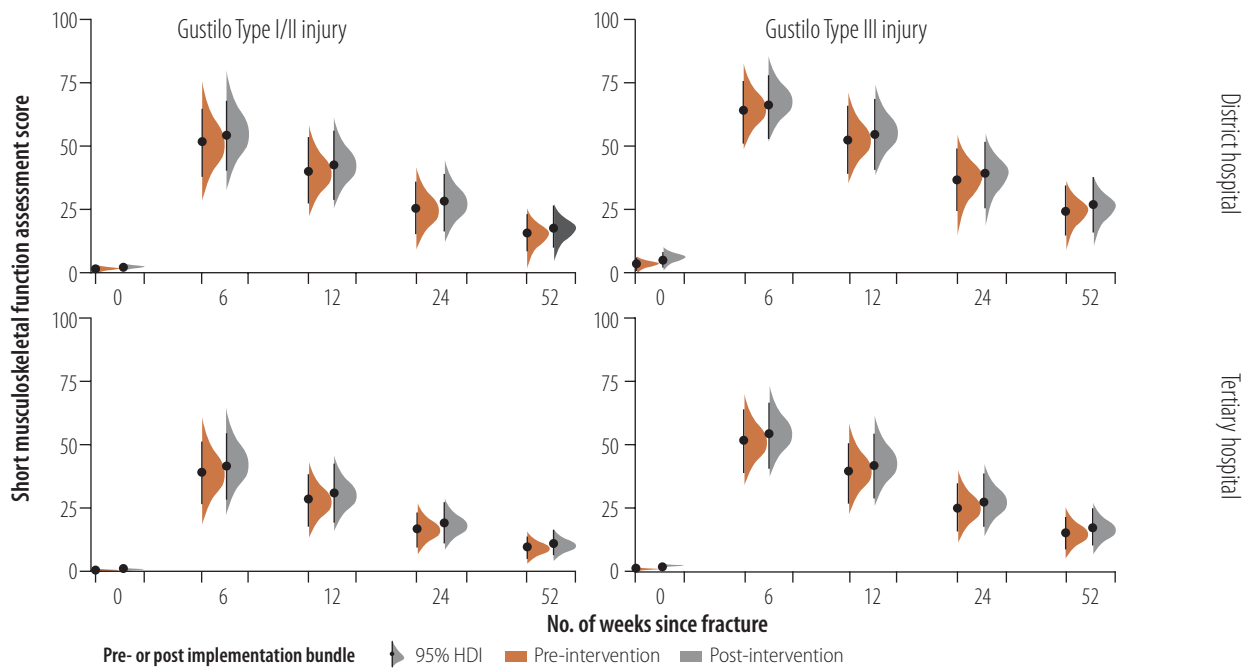 Gustilo Type I/II injury
Gustilo Type III injury
100
75
50
25
0
0 6 12 24 52
100
75
50
25
0
0 6 12 24 52
District hospital
100
75
50
25
0
0 6 12 24 52
100
75
50
25
0
0 6 12 24 52
Tertiary hospital
Short musculoskeletal function assessment score
No. of weeks since fracture
Pre- or post implementation bundle 95% HDI Pre-intervention Post-intervention